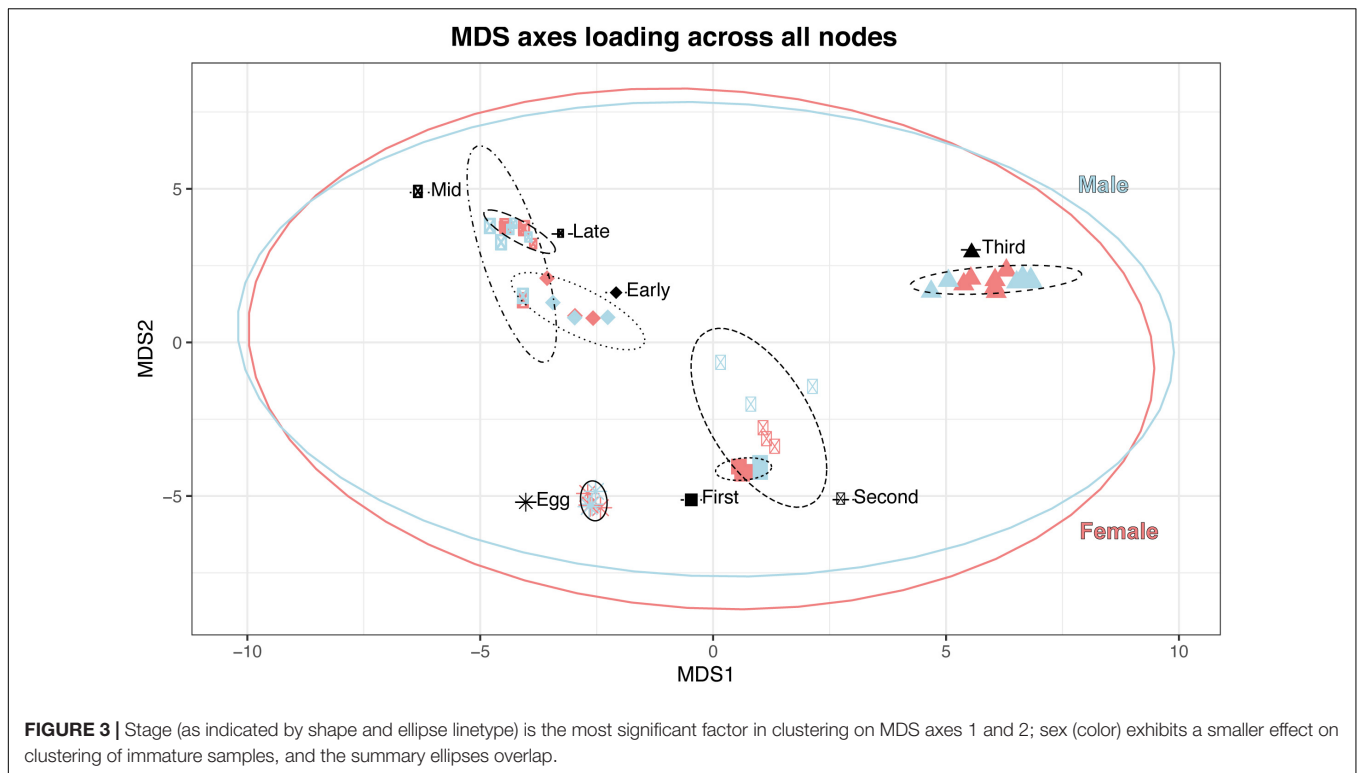 MDS axes loading across all nodes
MDS2
5
0
−5
Mid
Late
Early
Male
Third
Egg
First
Second
Female
−10
−5
0
5
10
MDS1
FIGURE 3 | Stage (as indicated by shape and ellipse linetype) is the most significant factor in clustering on MDS axes 1 and 2; sex (color) exhibits a smaller effect on
clustering of immature samples, and the summary ellipses overlap.